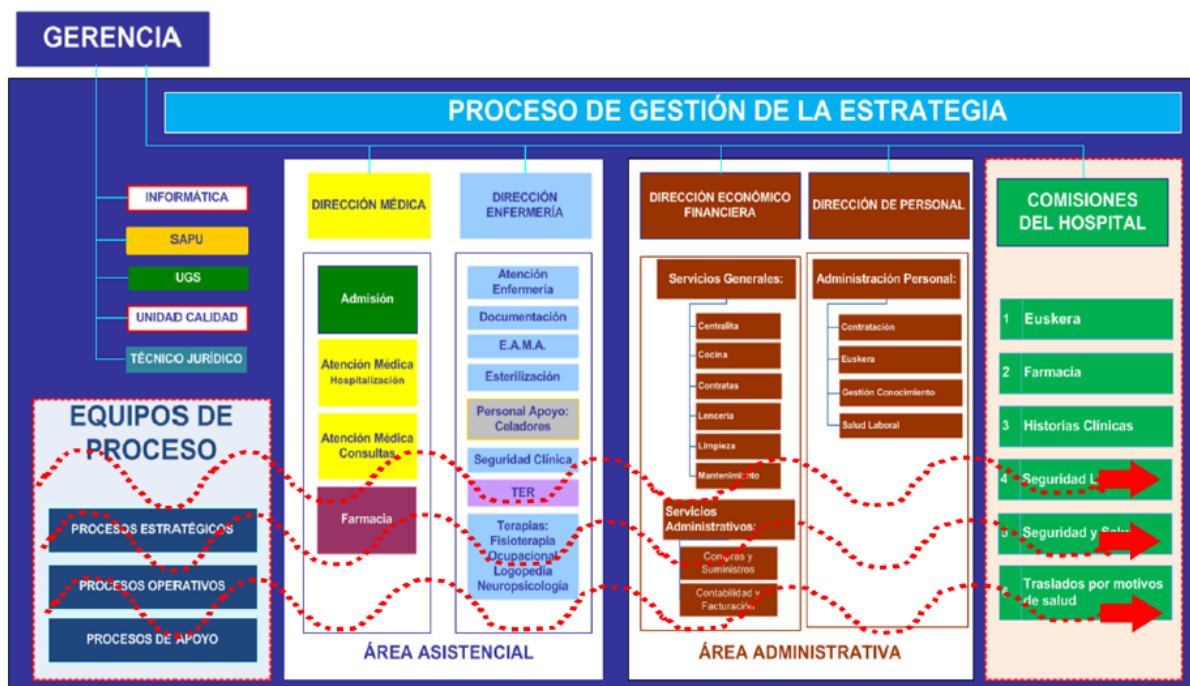 GERENCIA
PROCESO DE GESTIÓN DE LA ESTRATEGIA
INFORMÁTICA
SAPU
UGS
UNIDAD CALIDAD
TÉCNICO JURÍDICO
EQUIPOS DE
PROCESO
PROCESOS ESTRATÉGICOS
PROCESOS OPERATIVOS
PROCESOS DE APOYO
DIRECCIÓN MÉDICA
Admisión
Atención Médica
Hospitalización
Atención Médica
Consultas
Farmacia
DIRECCIÓN
ENFERMERÍA
Atención
Enfermería
Documentación
E.A.M.A.
Esterilización
Personal Apoyo:
Celadores
Seguridad Clínica
TER
Terapias:
Fisioterapia
Ocupacional
Logopedia
Neuropsicología
ÁREA ASISTENCIAL
DIRECCIÓN ECONÓMICO
FINANCIERA
Servicios Generales:
Centralita
Cocina
Contratas
Lencería
Limpieza
Mantenimiento
Servicios
Administrativos:
Compras y
Suministros
Contabilidad y
Facturación
DIRECCIÓN DE PERSONAL
Administración Personal:
Contratación
Euskera
Gestión Conocimiento
Salud Laboral
ÁREA ADMINISTRATIVA
COMISIONES
DEL HOSPITAL
1 Euskera
2 Farmacia
3 Historias Clínicas
4 Seguridad
5 Seguridad y
Traslados por motivos
de salud